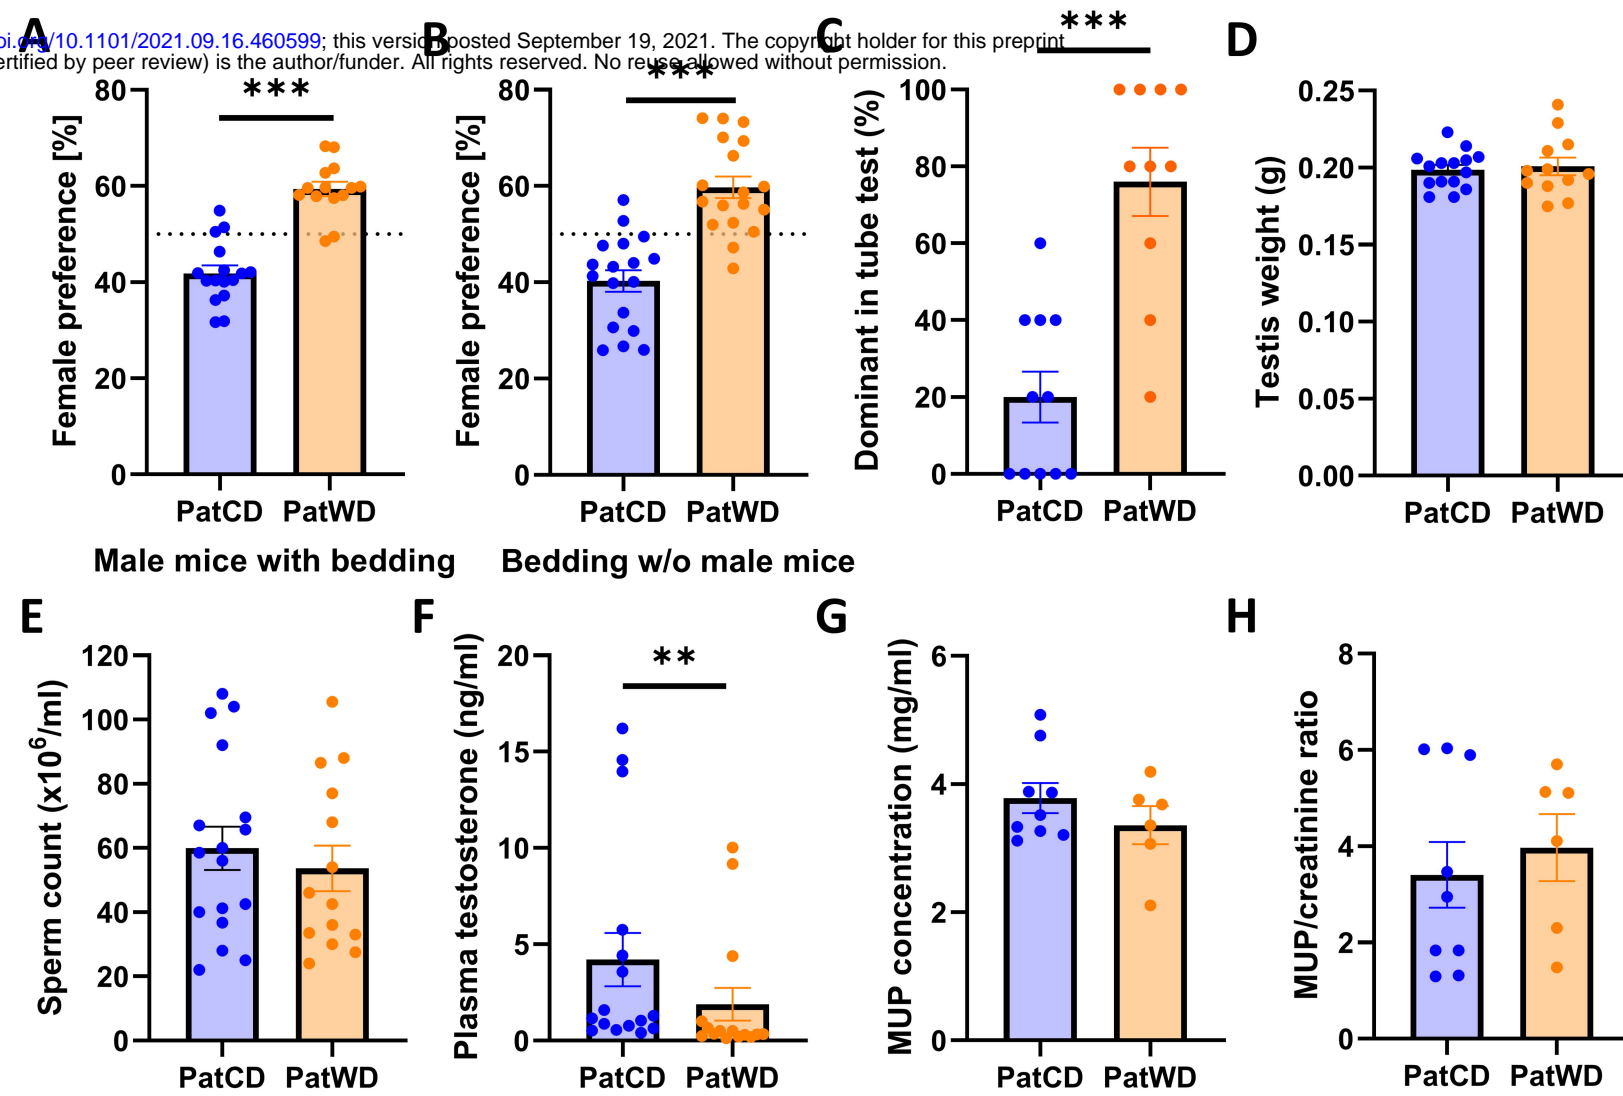 oi.org/10.1101/2021.09.16.460599; this version posted September 19, 2021. The copyright holder for this preprint
ertified by peer review) is the author/funder. All rights reserved. No reuse allowed without permission.
A
***
Female preference [%]
80
60
40
20
0
PatCD PatWD
Male mice with bedding
B
***
Female preference [%]
80
60
40
20
0
PatCD PatWD
Bedding w/o male mice
C
***
Dominant in tube test (%)
100
80
60
40
20
0
PatCD PatWD
D
Testis weight (g)
0.25
0.20
0.15
0.10
0.05
0.00
PatCD PatWD
E
Sperm count (x10⁶/ml)
120
100
80
60
40
20
0
PatCD PatWD
F
**
Plasma testosterone (ng/ml)
20
15
10
5
0
PatCD PatWD
G
MUP concentration (mg/ml)
6
4
2
0
PatCD PatWD
H
MUP/creatinine ratio
8
6
4
2
0
PatCD PatWD